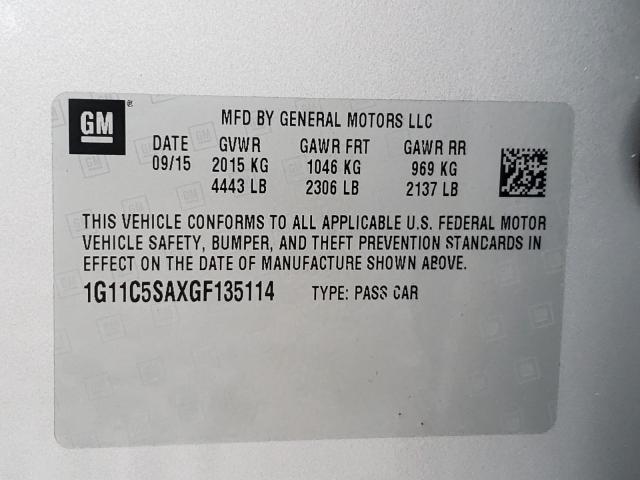 GM ®
MFD BY GENERAL MOTORS LLC
DATE GVWR GAWR FRT GAWR RR
09/15 2015 KG 1046 KG 969 KG
4443 LB 2306 LB 2137 LB
THIS VEHICLE CONFORMS TO ALL APPLICABLE U.S. FEDERAL MOTOR
VEHICLE SAFETY, BUMPER, AND THEFT PREVENTION STANDARDS IN
EFFECT ON THE DATE OF MANUFACTURE SHOWN ABOVE.
1G11C5SAXGF135114 TYPE: PASS CAR